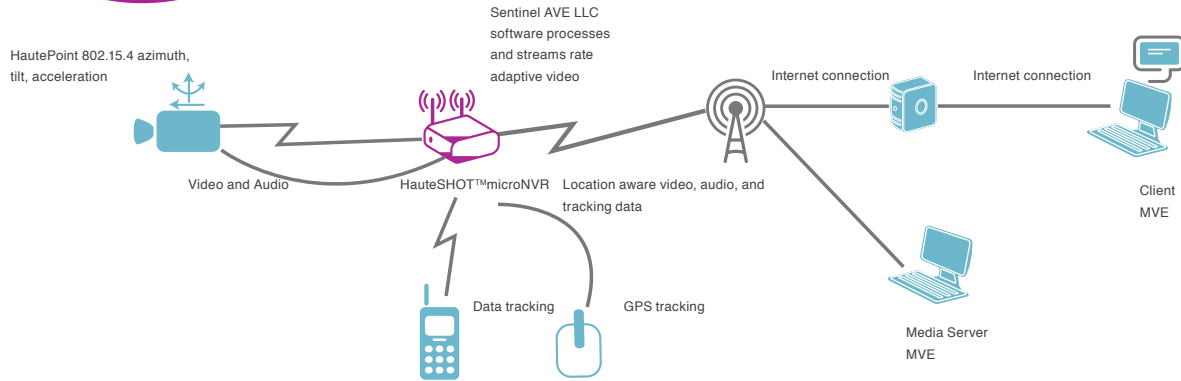 Sentinel AVE LLC
software processes
and streams rate
adaptive video
HautePoint 802.15.4 azimuth,
tilt, acceleration
Internet connection
Internet connection
Video and Audio
HauteSHOT™microNVR
Location aware video, audio, and
tracking data
Client
MVE
Data tracking
GPS tracking
Media Server
MVE